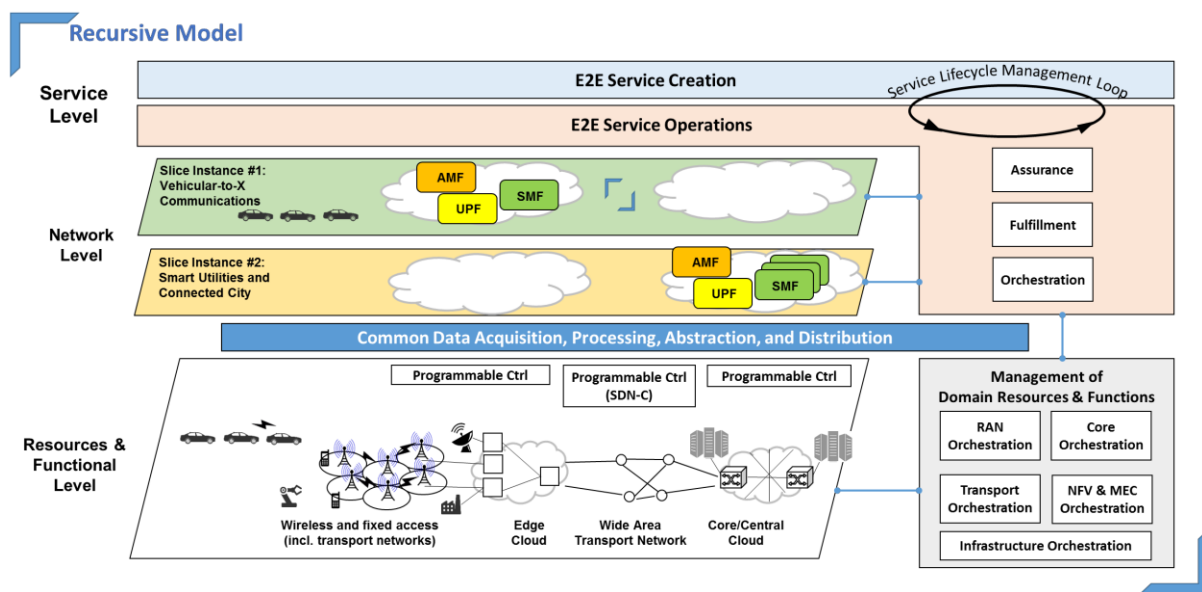 Recursive Model
Service
Level
E2E Service Creation
Service Lifecycle Management Loop
E2E Service Operations
Network
Level
Slice Instance #1:
Vehicular-to-X
Communications
AMF
SMF
UPF
Slice Instance #2:
Smart Utilities and
Connected City
AMF
UPF
SMF
Assurance
Fulfillment
Orchestration
Common Data Acquisition, Processing, Abstraction, and Distribution
Resources &
Functional
Level
Programmable Ctrl
Programmable Ctrl
(SDN-C)
Programmable Ctrl
Wireless and fixed access
(incl. transport networks)
Edge
Cloud
Wide Area
Transport Network
Core/Central
Cloud
Management of
Domain Resources & Functions
RAN
Orchestration
Core
Orchestration
Transport
Orchestration
NFV & MEC
Orchestration
Infrastructure Orchestration